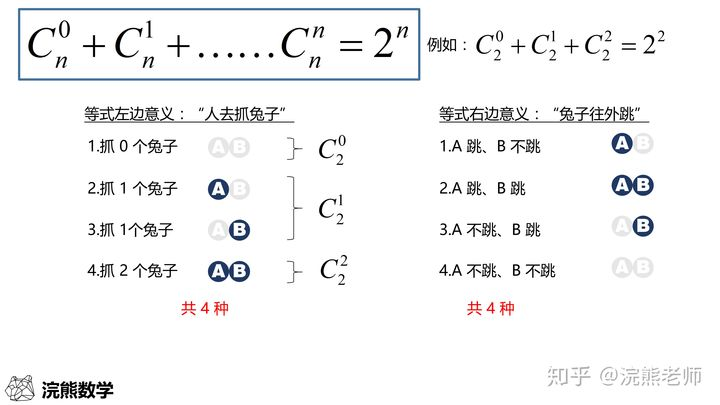 C_n^0 + C_n^1 + ……C_n^n = 2^n 例如：C_2^0 + C_2^1 + C_2^2 = 2^2
等式左边意义：“人去抓兔子”
1.抓 0 个兔子 A B C_2^0
2.抓 1 个兔子 A B
C_2^1
3.抓 1个兔子 A B
4.抓 2 个兔子 A B C_2^2
共 4 种
等式右边意义：“兔子往外跳”
1.A 跳、B 不跳 A B
2.A 跳、B 跳 A B
3.A 不跳、B 跳 A B
4.A 不跳、B 不跳 A B
共 4 种
浣熊数学
知乎 @浣熊老师